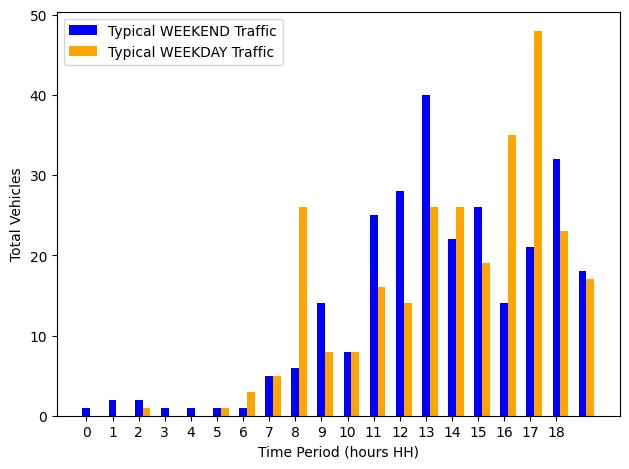 Typical WEEKEND Traffic
Typical WEEKDAY Traffic
50
40
30
20
10
0
Total Vehicles
0 1 2 3 4 5 6 7 8 9 10 11 12 13 14 15 16 17 18
Time Period (hours HH)